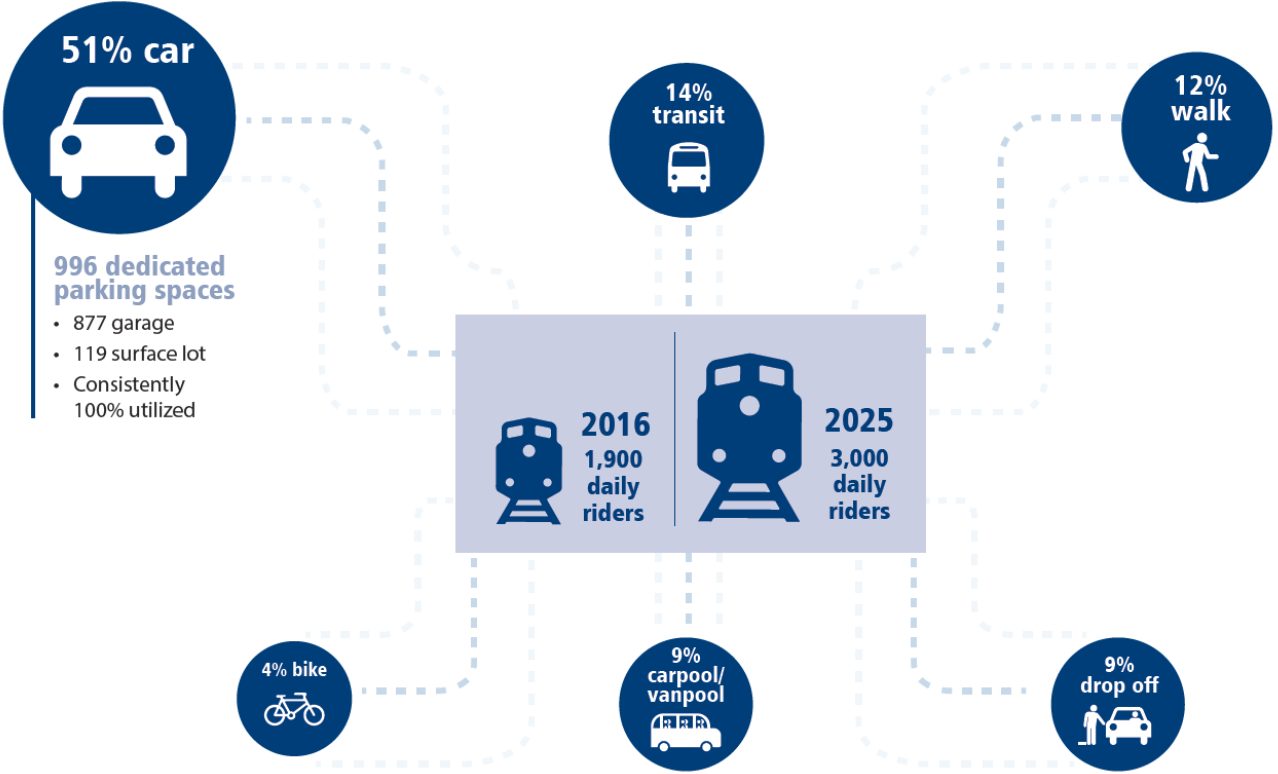 51% car
996 dedicated
parking spaces
• 877 garage
• 119 surface lot
• Consistently
100% utilized
14%
transit
12%
walk
2016
1,900
daily
riders
2025
3,000
daily
riders
4% bike
9%
carpool/
vanpool
9%
drop off